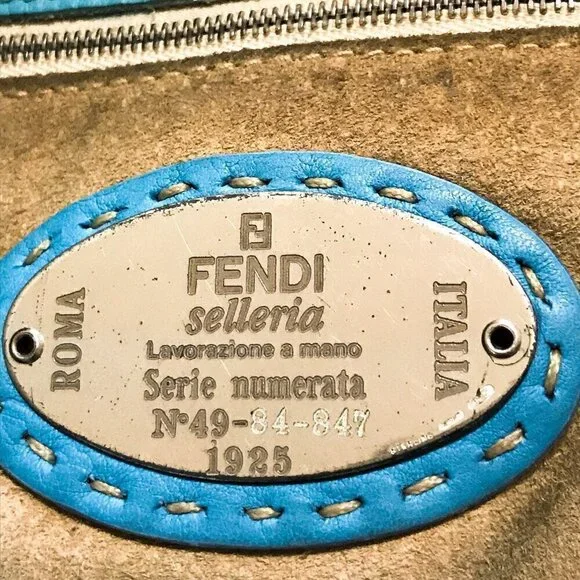 FENDI
selleria
Lavorazione a mano
Serie numerata
N°49-84-847
1925
ROMA
ITALIA